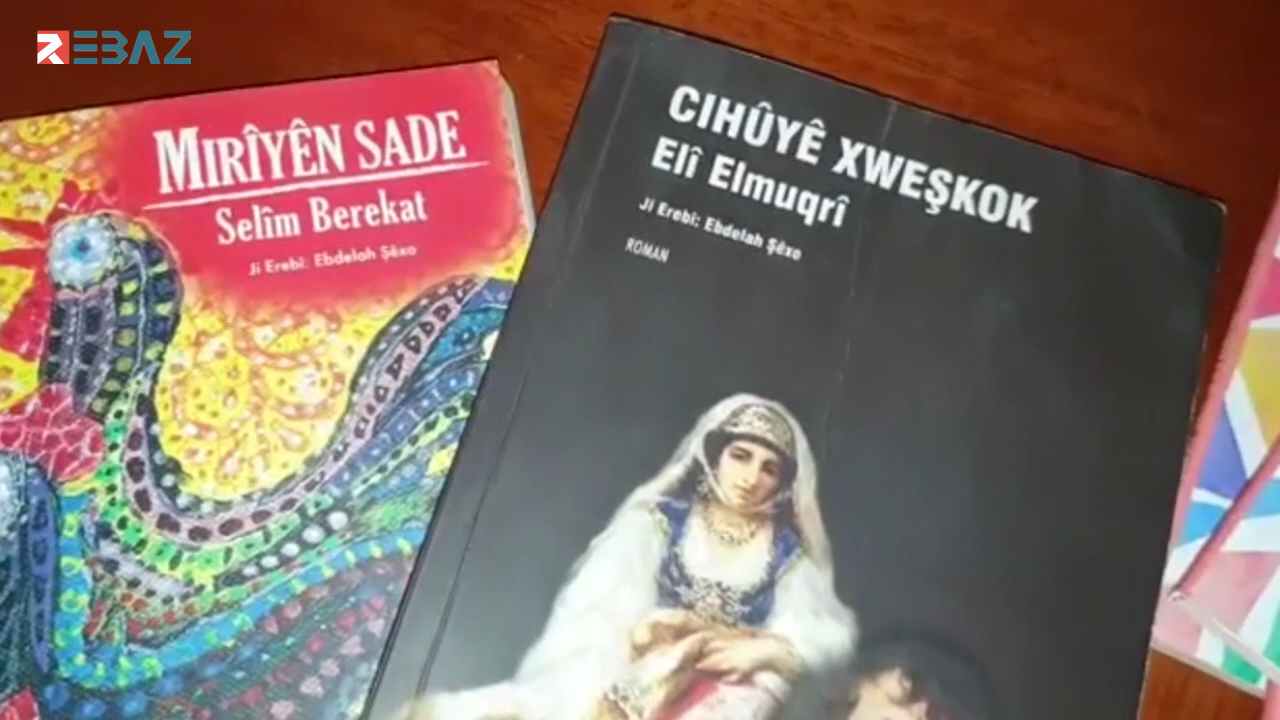 REBAZ
MIRÎYÊN SADE
Selîm Berekat
Ji Erebî: Ebdelah Şêxo
CIHÛYÊ XWEŞKOK
Elî Elmuqrî
Ji Erebî: Ebdelah Şêxo
ROMAN